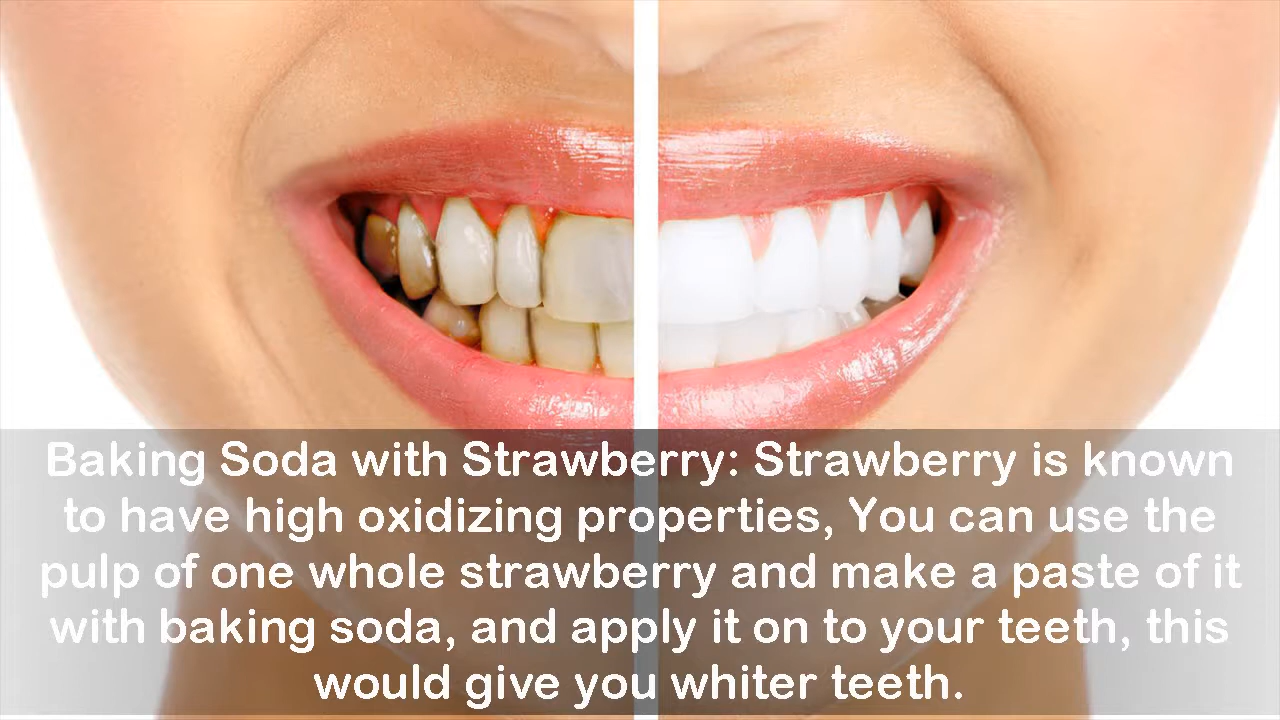 Baking Soda with Strawberry: Strawberry is known
to have high oxidizing properties, You can use the
pulp of one whole strawberry and make a paste of it
with baking soda, and apply it on to your teeth, this
would give you whiter teeth.